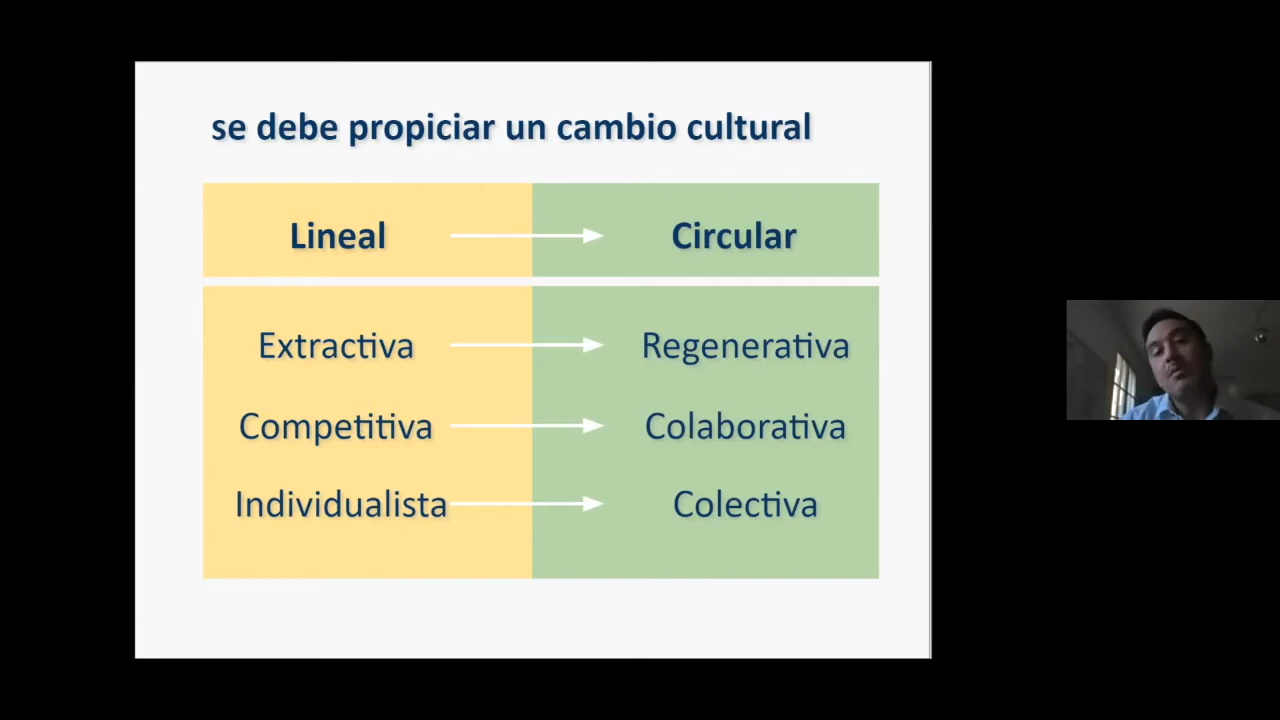 se debe propiciar un cambio cultural
Lineal Circular
Extractiva Regenerativa
Competitiva Colaborativa
Individualista Colectiva